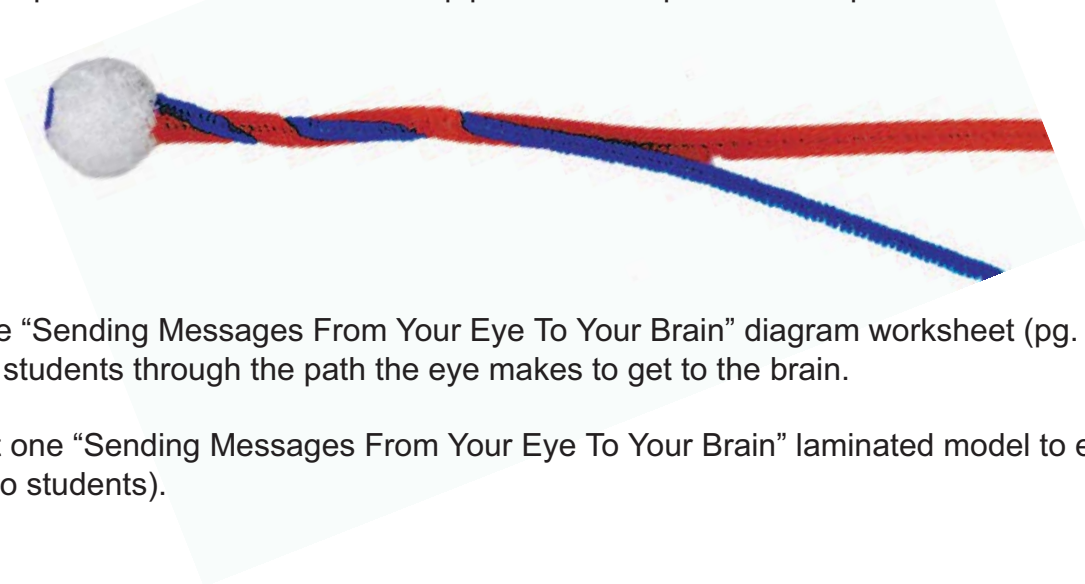 e “Sending Messages From Your Eye To Your Brain” diagram worksheet (pg.
students through the path the eye makes to get to the brain.
one “Sending Messages From Your Eye To Your Brain” laminated model to e
o students).